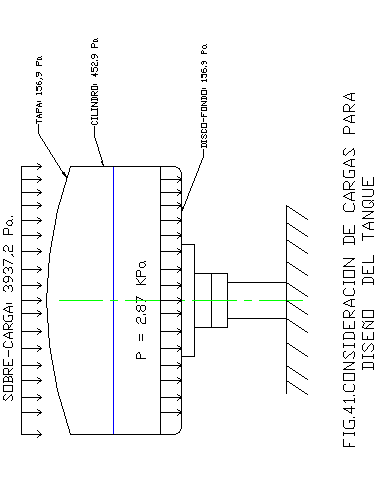 SOBRE-CARGA: 3937,2 Pa.
TAPA: 156,9 Pa
CILINDRO: 452.9 Pa
DISCO-FONDO: 156.9 Pa.
P = 2.87 KPa
FIG.41.CONSIDERACION DE CARGAS PARA
DISEÑO DEL TANQUE